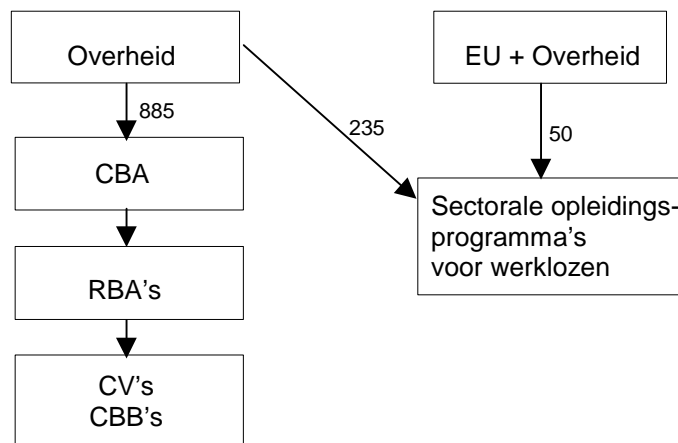 Overheid
EU + Overheid
885
235
50
CBA
Sectorale opleidings-
programma's
voor werklozen
RBA's
CV's
CBB's